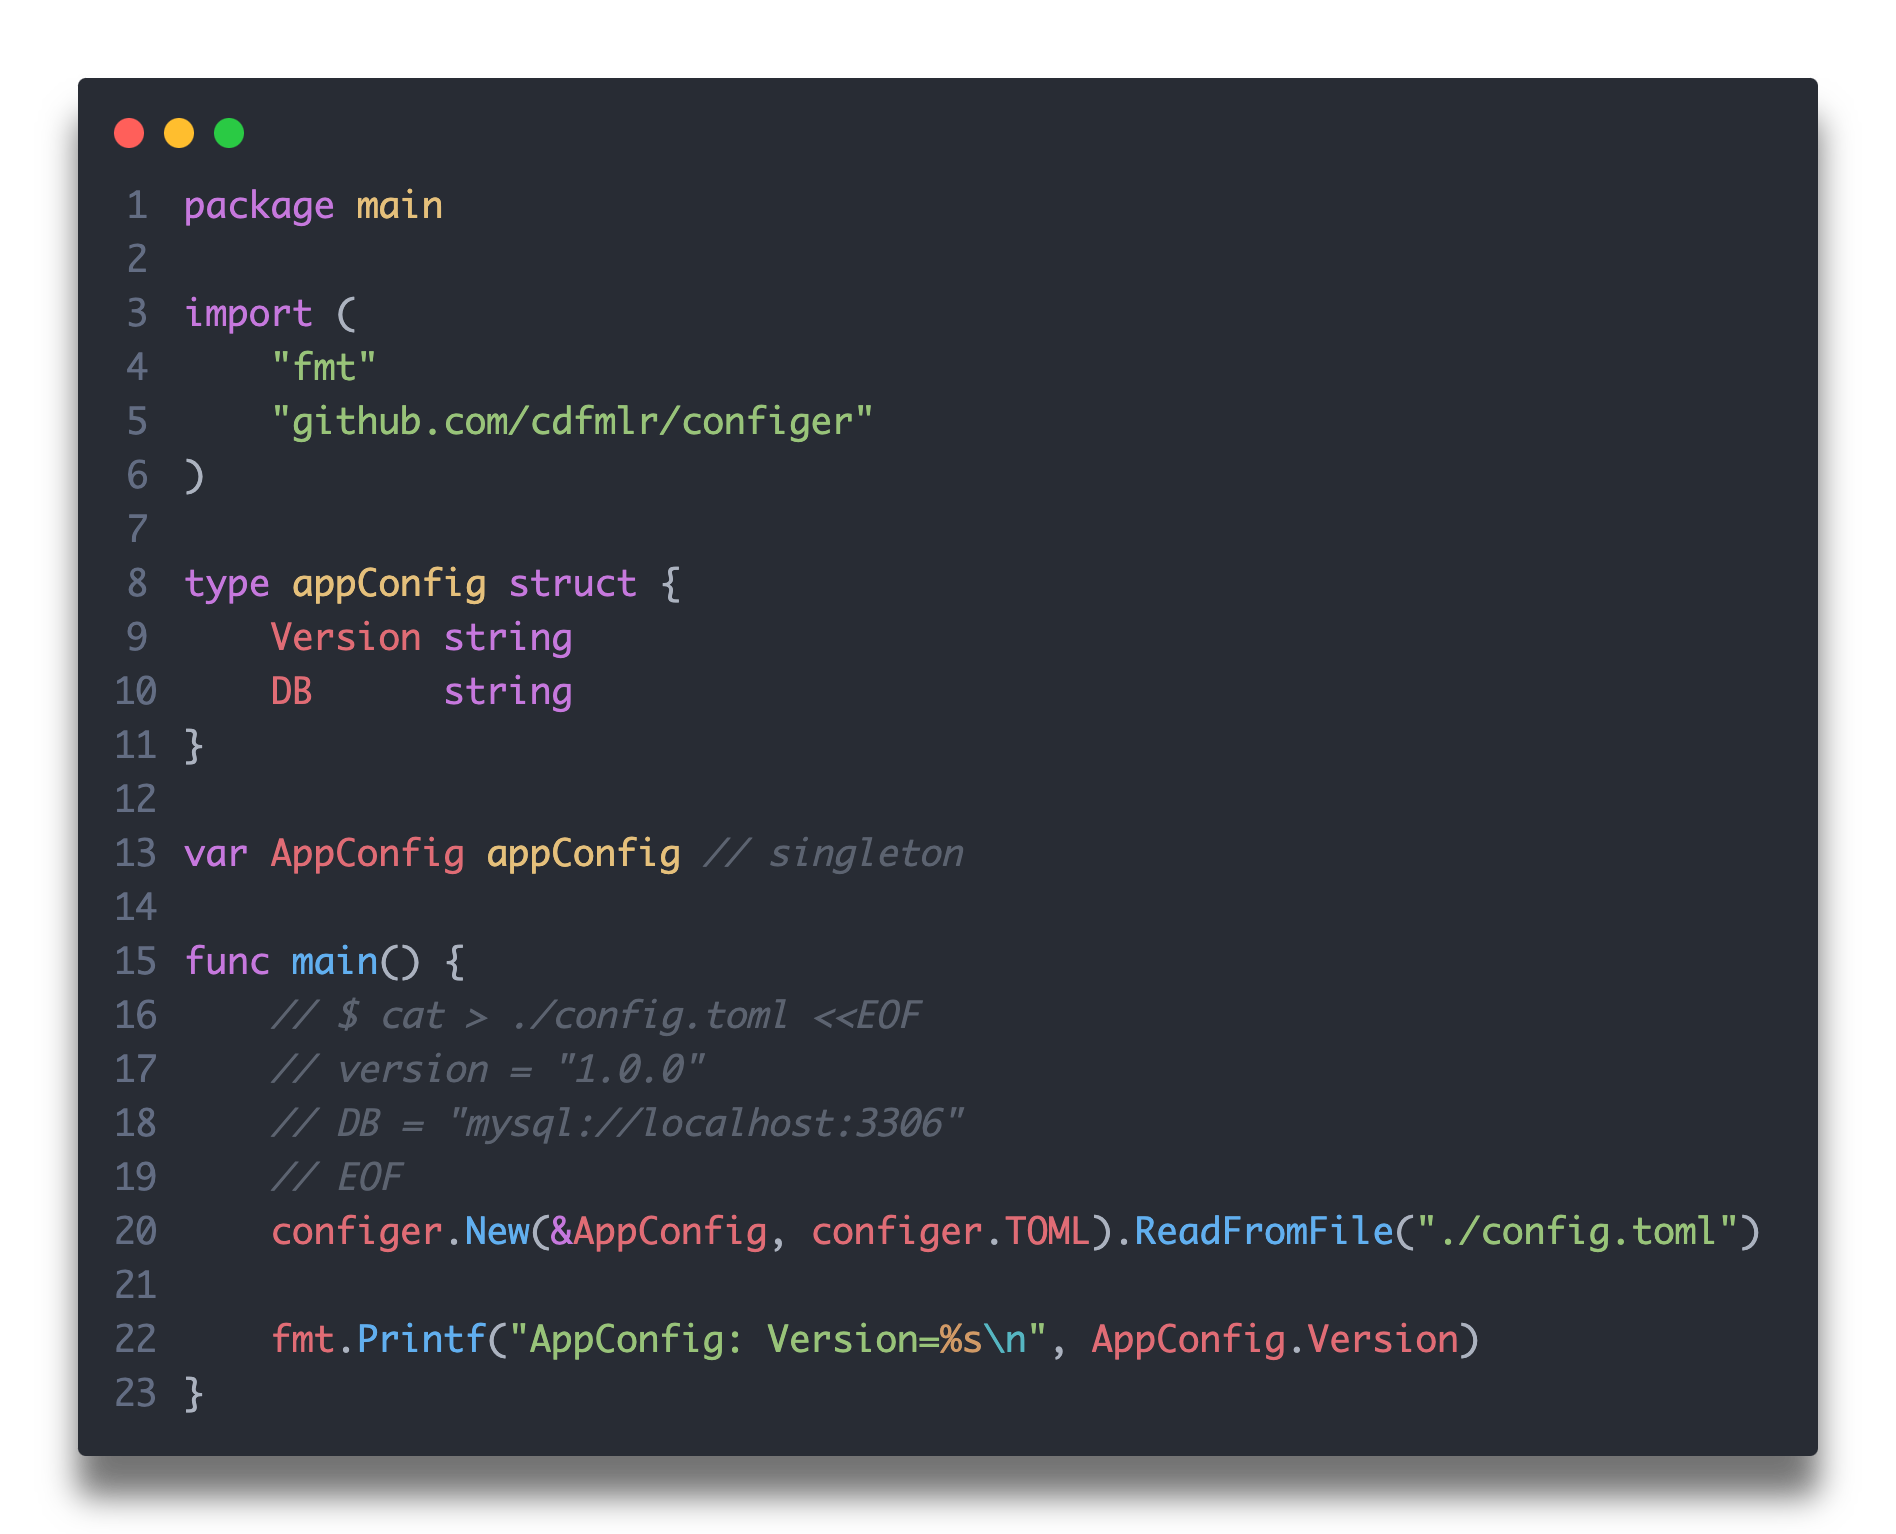 1 package main
2
3 import (
4     "fmt"
5     "github.com/cdfmlr/configer"
6 )
7
8 type appConfig struct {
9     Version string
10     DB      string
11 }
12
13 var AppConfig appConfig // singleton
14
15 func main() {
16     // $ cat > ./config.toml <<EOF
17     // version = "1.0.0"
18     // DB = "mysql://localhost:3306"
19     // EOF
20     configer.New(&AppConfig, configer.TOML).ReadFromFile("./config.toml")
21
22     fmt.Printf("AppConfig: Version=%s\n", AppConfig.Version)
23 }